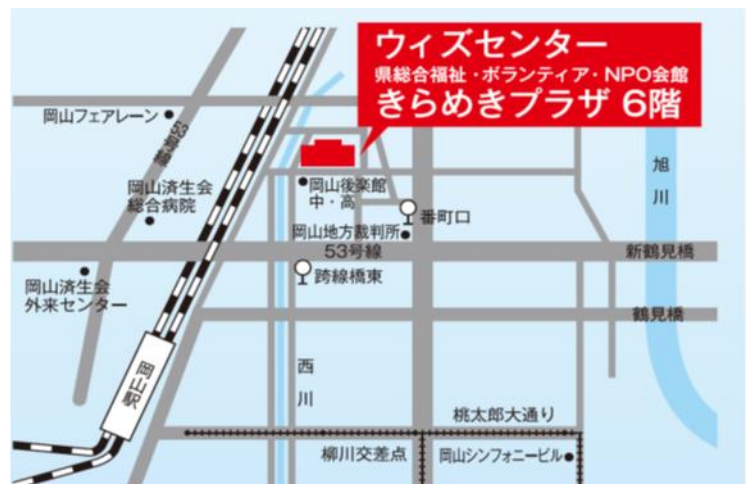 ウィズセンター
県総合福祉・ボランティア・NPO会館
きらめきプラザ 6階
岡山フェアレーン
53号線
旭川
岡山済生会
総合病院
岡山後楽館
中・高
番町口
岡山地方裁判所
53号線
新鶴見橋
岡山済生会
外来センター
跨線橋東
鶴見橋
岡山駅
西川
桃太郎大通り
柳川交差点
岡山シンフォニービル